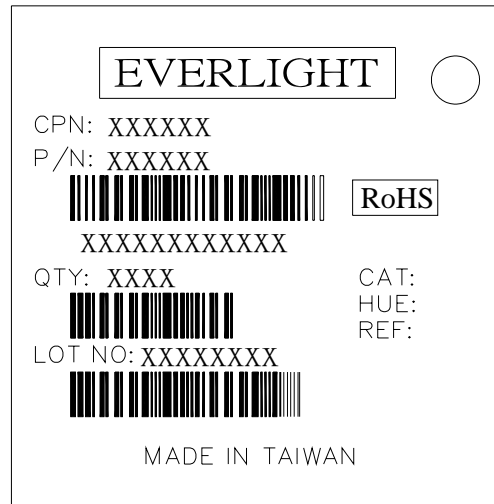 EVERLIGHT
CPN: XXXXXX
P/N: XXXXXX
RoHS
XXXXXXXXXXXX
QTY: XXXX
CAT:
HUE:
REF:
LOT NO: XXXXXXXX
MADE IN TAIWAN